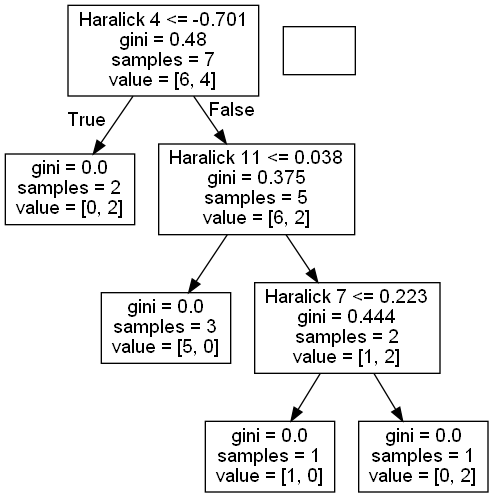 Haralick 4 <= -0.701
gini = 0.48
samples = 7
value = [6, 4]
True
False
gini = 0.0
samples = 2
value = [0, 2]
Haralick 11 <= 0.038
gini = 0.375
samples = 5
value = [6, 2]
gini = 0.0
samples = 3
value = [5, 0]
Haralick 7 <= 0.223
gini = 0.444
samples = 2
value = [1, 2]
gini = 0.0
samples = 1
value = [1, 0]
gini = 0.0
samples = 1
value = [0, 2]